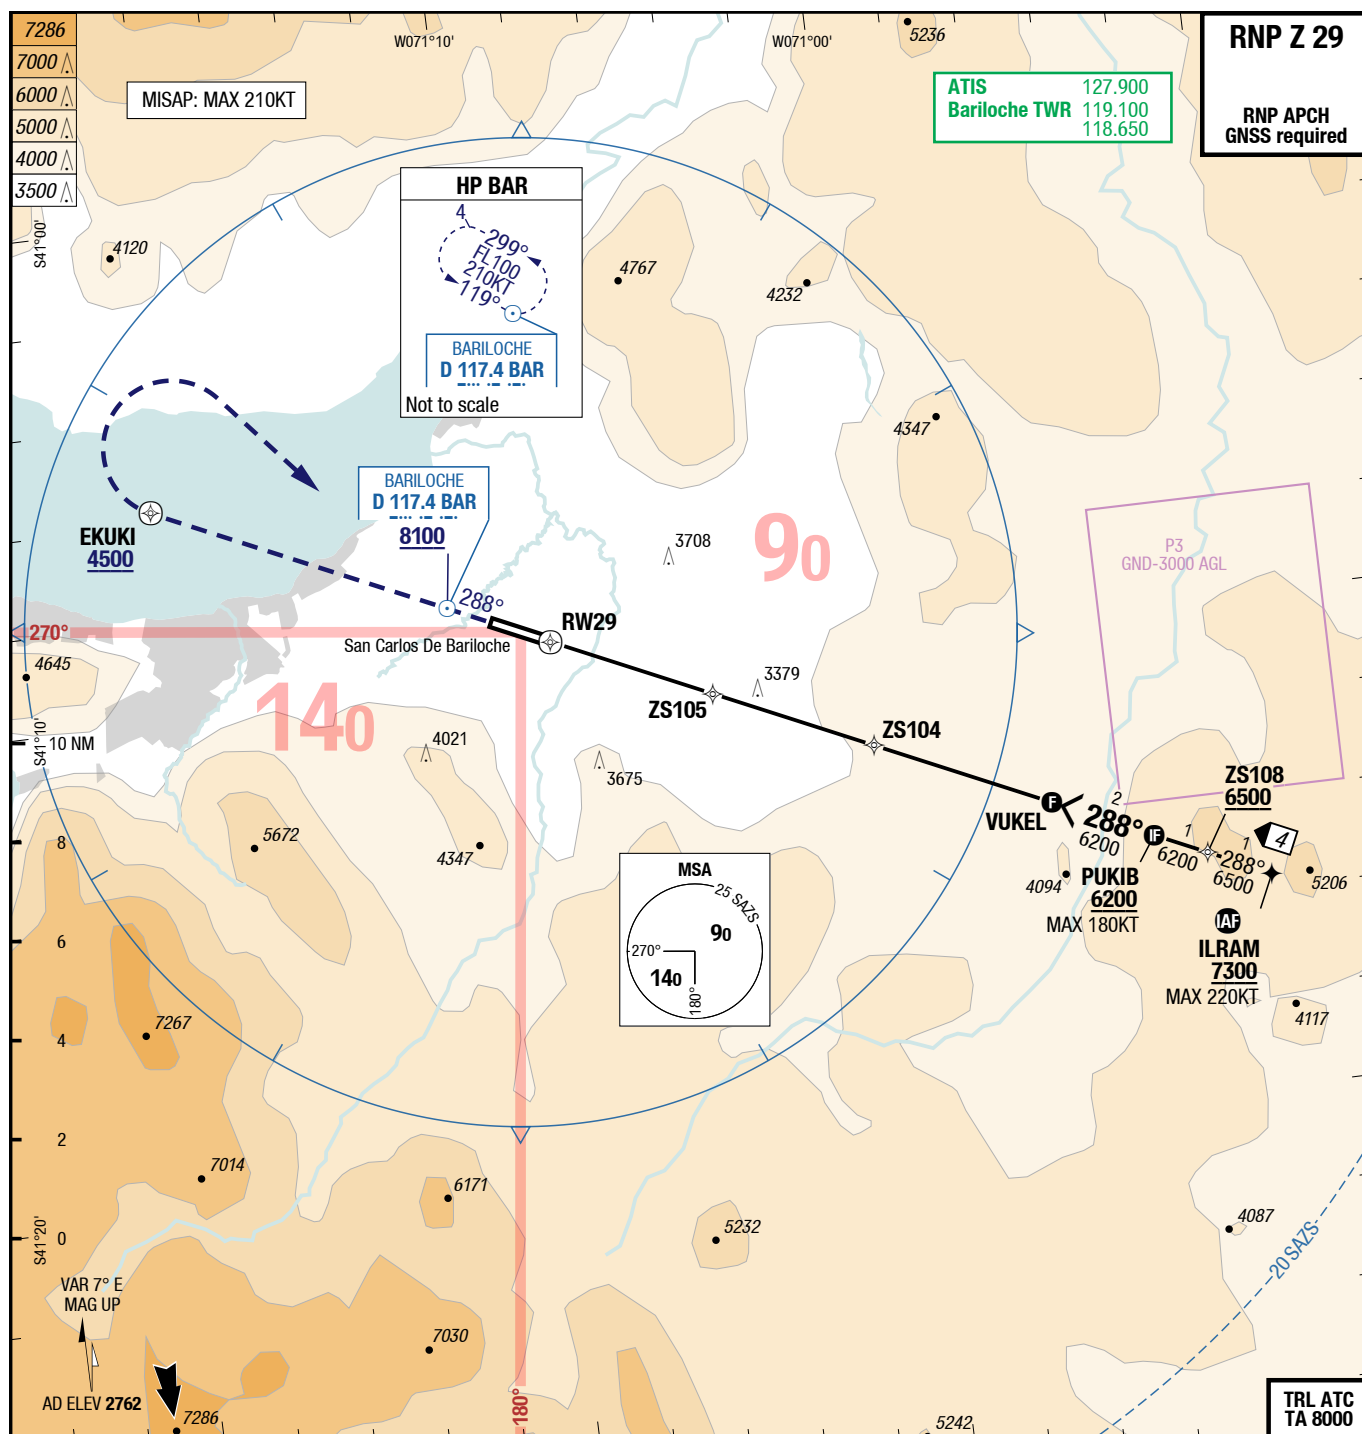 7286
7000
6000
5000
4000
3500
W071°10'
W071°00'
5236
RNP Z 29
RNP APCH
GNSS required
MISAP: MAX 210KT
ATIS 127.900
Bariloche TWR 119.100
118.650
HP BAR
4
299°
FL100
210KT
119°
BARILOCHE
D 117.4 BAR
Not to scale
S41°00'
4120
4767
4232
4347
BARILOCHE
D 117.4 BAR
8100
EKUKI
4500
288°
3708
90
P3
GND-3000 AGL
270°
RW29
San Carlos De Bariloche
4645
140
3379
ZS105
ZS104
S41°10'
10 NM
4021
3675
ZS108
6500
VUKEL
F
2
288°
6200
IF
1
6200
1
288°
6500
4
5206
8
5672
4347
4094
PUKIB
6200
MAX 180KT
IAF
ILRAM
7300
MAX 220KT
MSA
25 SAZS
270°
90
140
180°
6
7267
4
4117
2
7014
6171
5232
4087
S41°20'
0
20 SAZS
VAR 7° E
MAG UP
7030
AD ELEV 2762
7286
180°
5242
TRL ATC
TA 8000